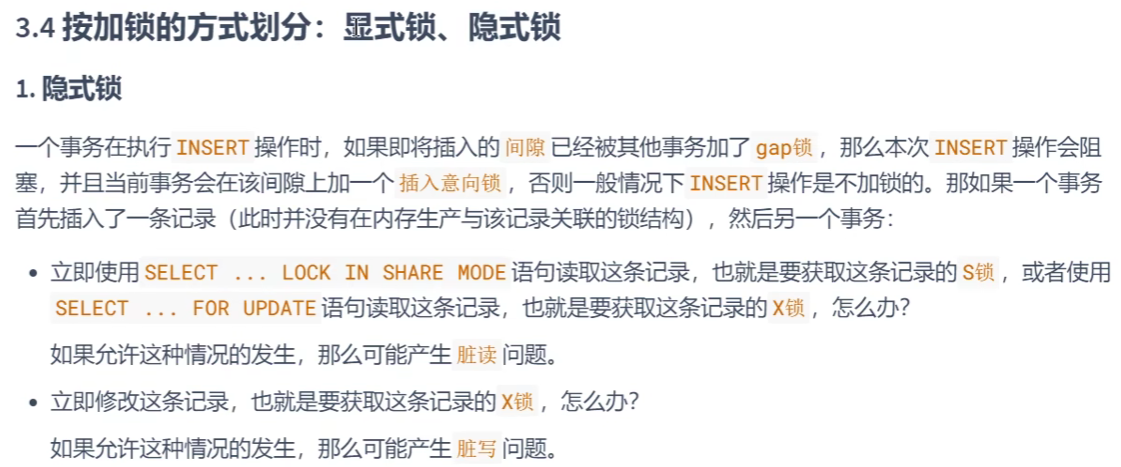 3.4 按加锁的方式划分：显式锁、隐式锁
1. 隐式锁
一个事务在执行 INSERT 操作时，如果即将插入的 间隙 已经被其他事务加了 gap锁 ，那么本次 INSERT 操作会阻
塞，并且当前事务会在该间隙上加一个 插入意向锁 ，否则一般情况下 INSERT 操作是不加锁的。那如果一个事务
首先插入了一条记录（此时并没有在内存生产与该记录关联的锁结构），然后另一个事务：
• 立即使用 SELECT ... LOCK IN SHARE MODE 语句读取这条记录，也就是要获取这条记录的 S锁 ，或者使用
SELECT ... FOR UPDATE 语句读取这条记录，也就是要获取这条记录的 X锁 ，怎么办？
如果允许这种情况的发生，那么可能产生 脏读 问题。
• 立即修改这条记录，也就是要获取这条记录的 X锁 ，怎么办？
如果允许这种情况的发生，那么可能产生 脏写 问题。